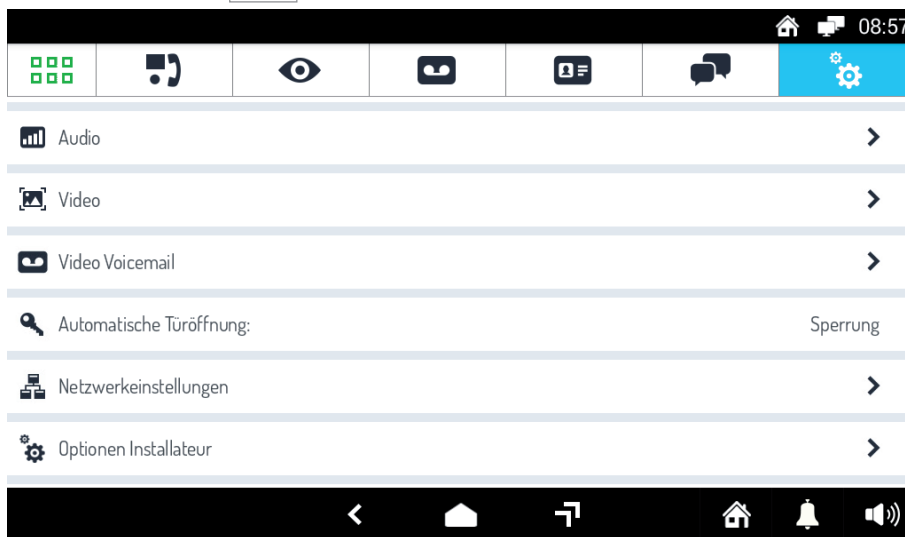 08:57
Audio
Video
Video Voicemail
Automatische Türöffnung: Sperrung
Netzwerkeinstellungen
Optionen Installateur